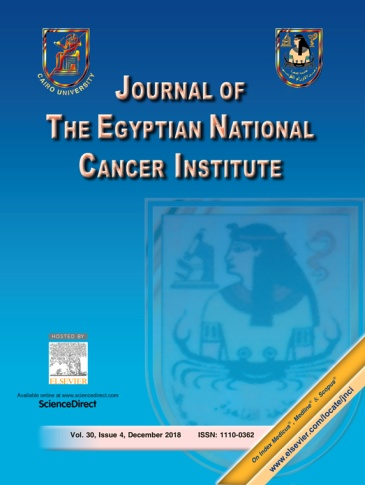 CAIRO UNIVERSITY
JOURNAL OF
THE EGYPTIAN NATIONAL
CANCER INSTITUTE
HOSTED BY
ELSEVIER
Available online at www.sciencedirect.com
ScienceDirect
Vol. 30, Issue 4, December 2018 ISSN: 1110-0362
On Index Medicus®, Medline® & Scopus®
www.elsevier.com/locate/jnci